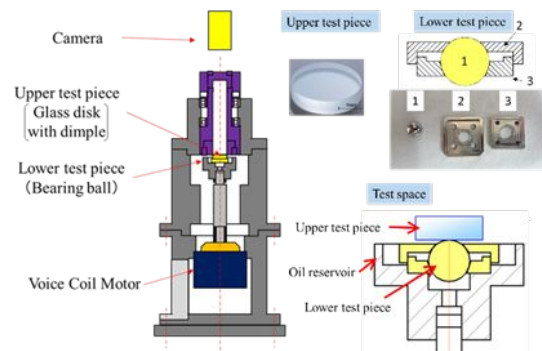 Camera
Upper test piece
Glass disk
with dimple
Lower test piece
(Bearing ball)
Voice Coil Motor
Upper test piece
Lower test piece
2
1
3
1
2
3
Test space
Upper test piece
Oil reservoir
Lower test piece